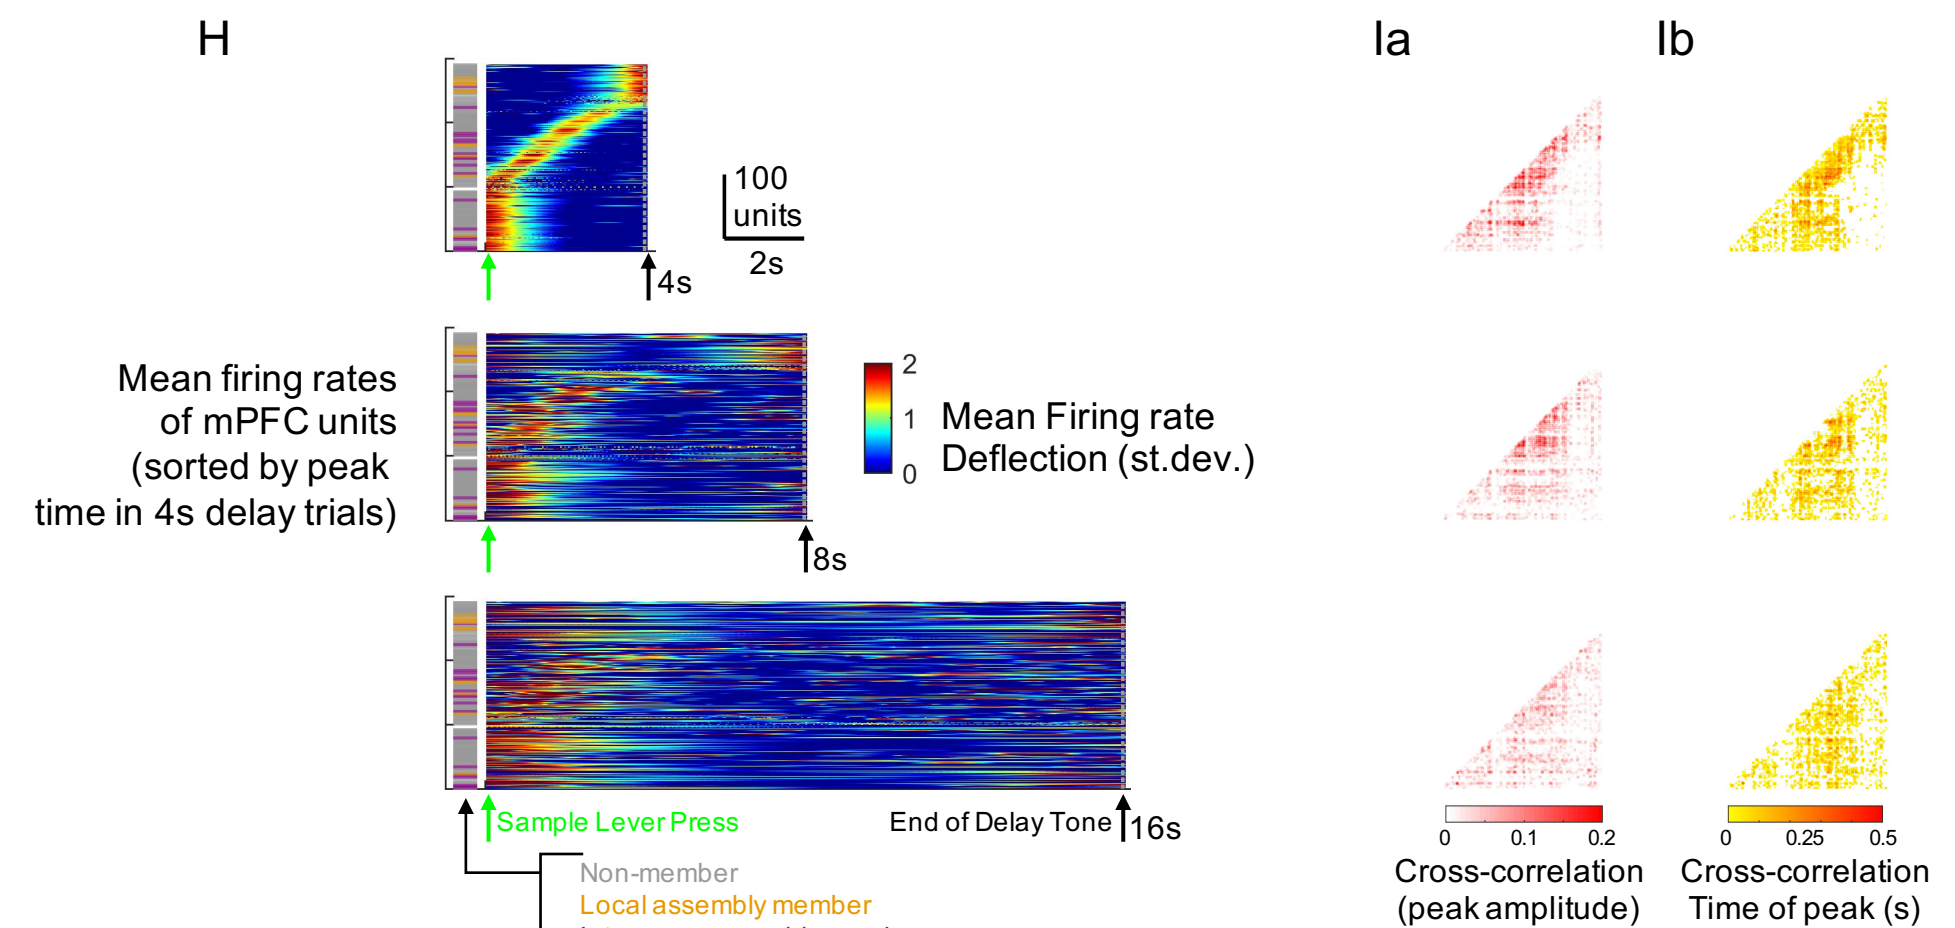 H
Ia
Ib
100
units
2s
4s
Mean firing rates
of mPFC units
(sorted by peak
time in 4s delay trials)
2
1
0
Mean Firing rate
Deflection (st.dev.)
8s
Sample Lever Press
End of Delay Tone
16s
Non-member
Local assembly member
0 0.1 0.2
Cross-correlation
(peak amplitude)
0 0.25 0.5
Cross-correlation
Time of peak (s)